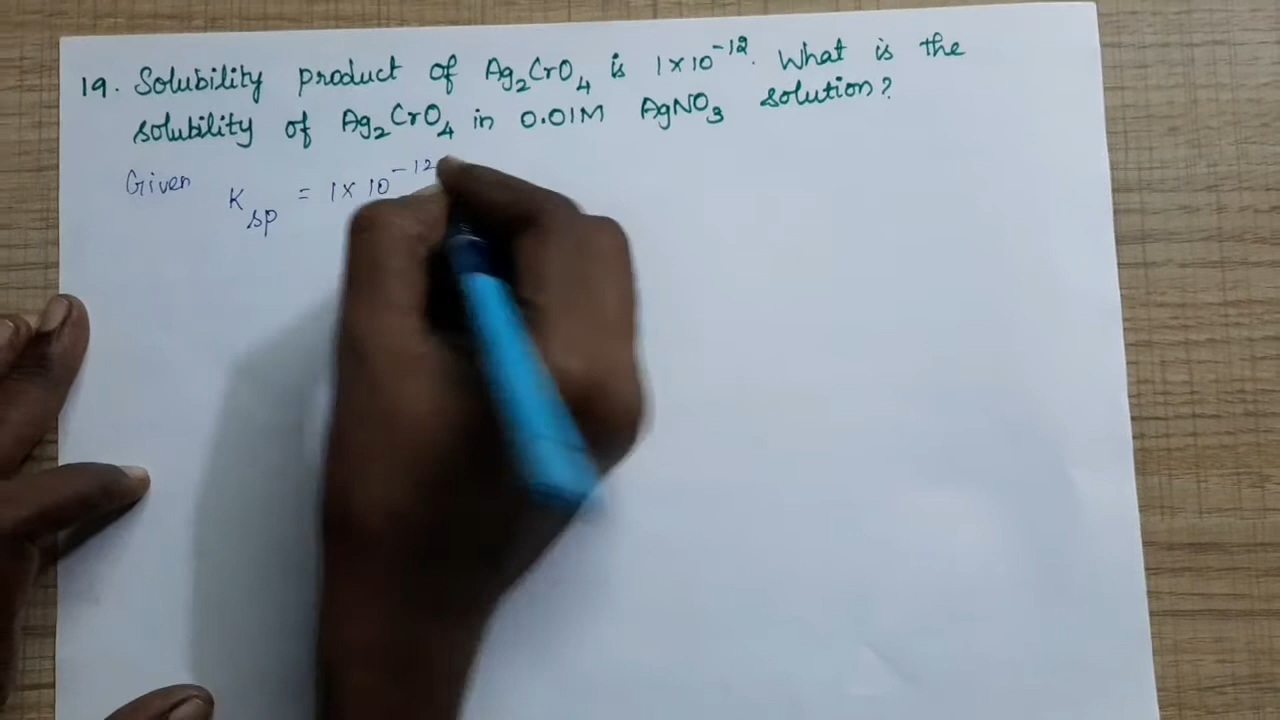 19. Solubility product of Ag₂CrO₄ is 1×10⁻¹². What is the
solubility of Ag₂CrO₄ in 0.01M AgNO₃ solution?
Given K_sp = 1×10⁻¹²